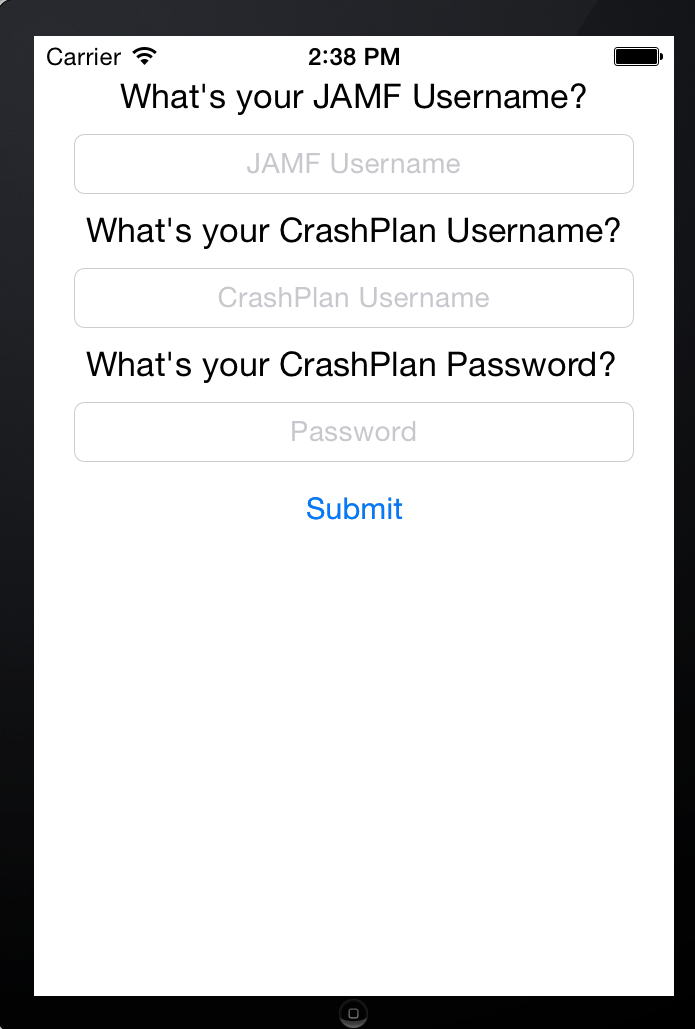 Carrier 2:38 PM
What's your JAMF Username?
JAMF Username
What's your CrashPlan Username?
CrashPlan Username
What's your CrashPlan Password?
Password
Submit